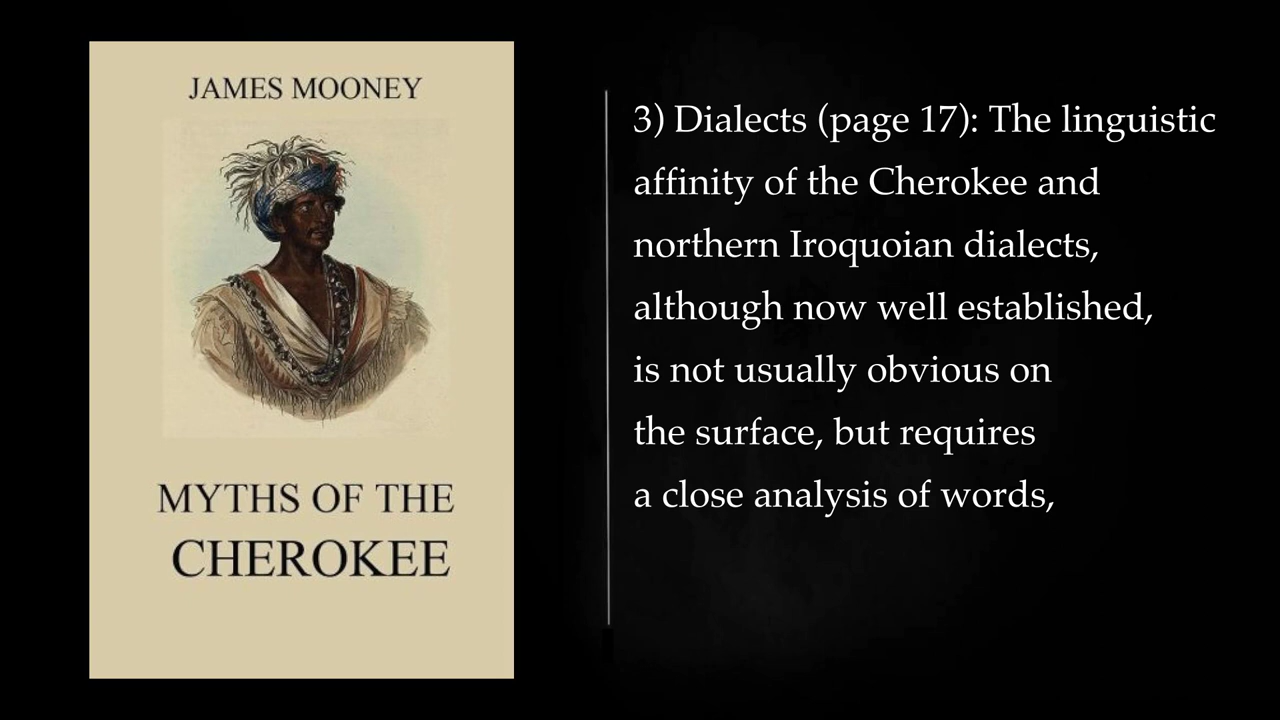 JAMES MOONEY
MYTHS OF THE
CHEROKEE
3) Dialects (page 17): The linguistic
affinity of the Cherokee and
northern Iroquoian dialects,
although now well established,
is not usually obvious on
the surface, but requires
a close analysis of words,